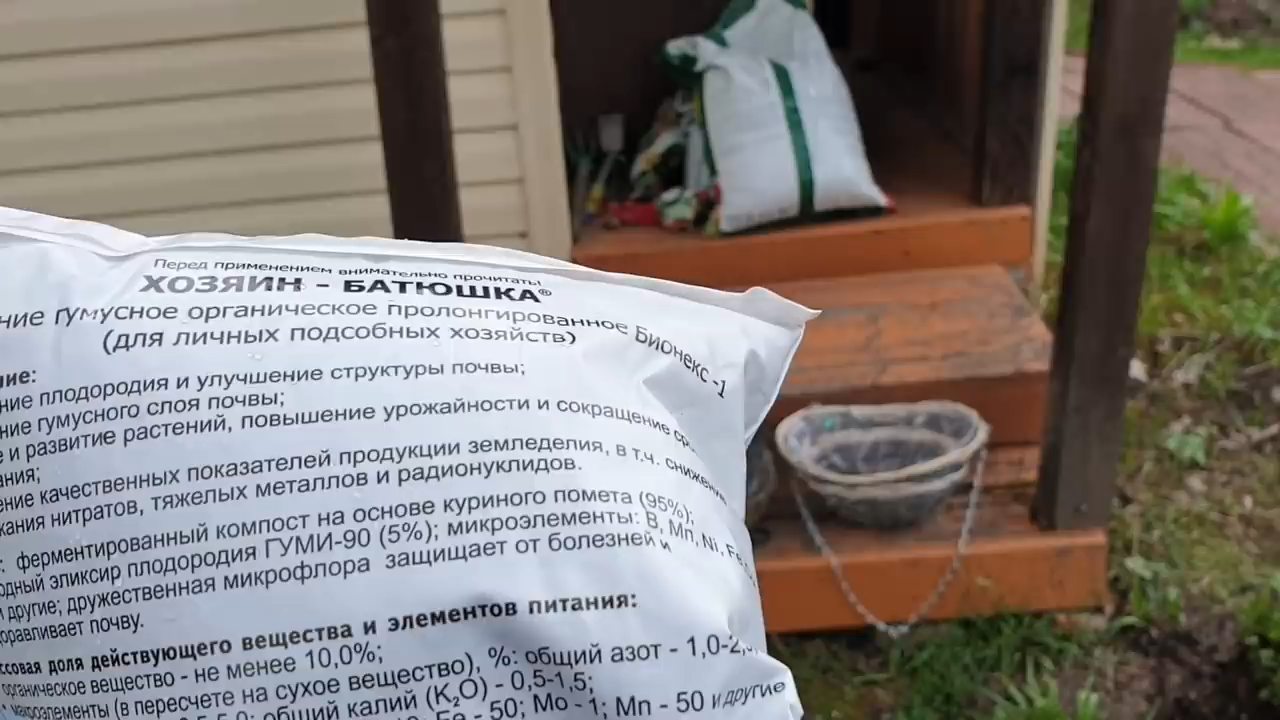 Перед применением внимательно прочитать!
ХОЗЯИН - БАТЮШКА®
ние гумусное органическое пролонгированное Бионекс -1
(для личных подсобных хозяйств)
ние:
ние плодородия и улучшение структуры почвы;
ние гумусного слоя почвы;
е и развитие растений, повышение урожайности и сокращение
ания;
ение качественных показателей продукции земледелия, в т.ч. снижение
жания нитратов, тяжелых металлов и радионуклидов.
: ферментированный компост на основе куриного помета (95%);
одный эликсир плодородия ГУМИ-90 (5%); микроэлементы: B, Mn, Ni, Fe
и другие; дружественная микрофлора защищает от болезней и
оравливает почву.
ссовая доля действующего вещества и элементов питания:
органическое вещество - не менее 10,0%;
макроэлементы (в пересчете на сухое вещество), %: общий азот - 1,0-2,
общий калий (K₂O) - 0,5-1,5;
Fe - 50; Mo - 1; Mn - 50 и другие